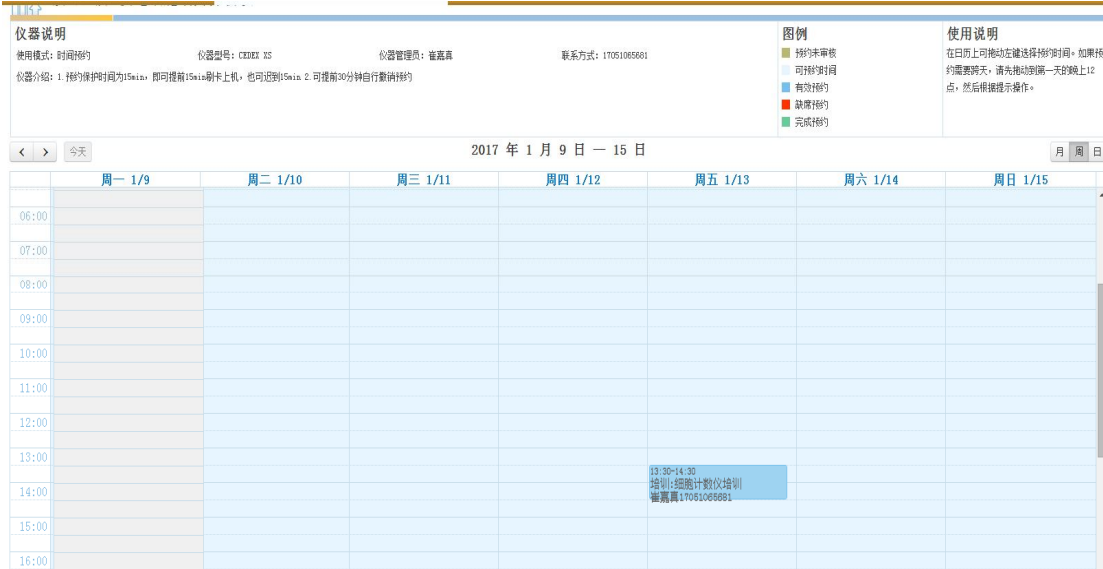 仪器说明
使用模式: 时间预约 仪器型号: CEDEX XS 仪器管理员: 崔嘉真 联系方式: 17051065681
仪器介绍: 1.预约保护时间为15min,即可提前15min刷卡上机,也可迟到15min 2.可提前30分钟自行撤销预约
图例
预约未审核
可预约时间
有效预约
缺席预约
完成预约
使用说明
在日历上可拖动左键选择预约时间。如果预
约需要跨天,请先拖动到第一天的晚上12
点,然后根据提示操作。
今天
2017 年 1 月 9 日 — 15 日
月 周 日
周一 1/9 周二 1/10 周三 1/11 周四 1/12 周五 1/13 周六 1/14 周日 1/15
06:00
07:00
08:00
09:00
10:00
11:00
12:00
13:00
13:30-14:30
培训:细胞计数仪培训
崔嘉真17051065681
14:00
15:00
16:00